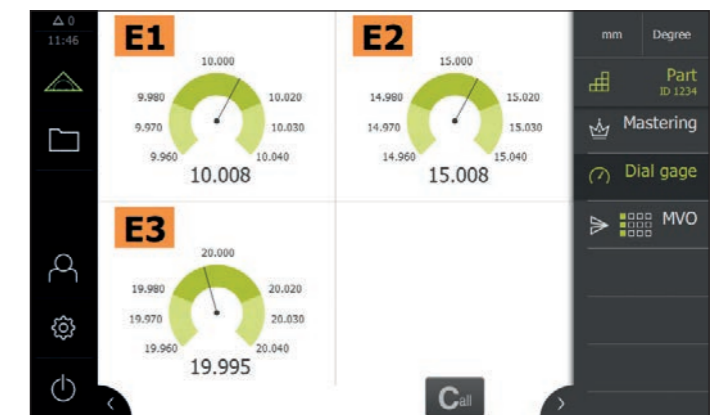 △ 0
11:46
E1
10.000
9.980
10.020
9.970
10.030
9.960
10.040
10.008
E2
15.000
14.980
15.020
14.970
15.030
14.960
15.040
15.008
E3
20.000
19.980
20.020
19.970
20.030
19.960
20.040
19.995
Call
mm Degree
Part
ID 1234
Mastering
Dial gage
MVO